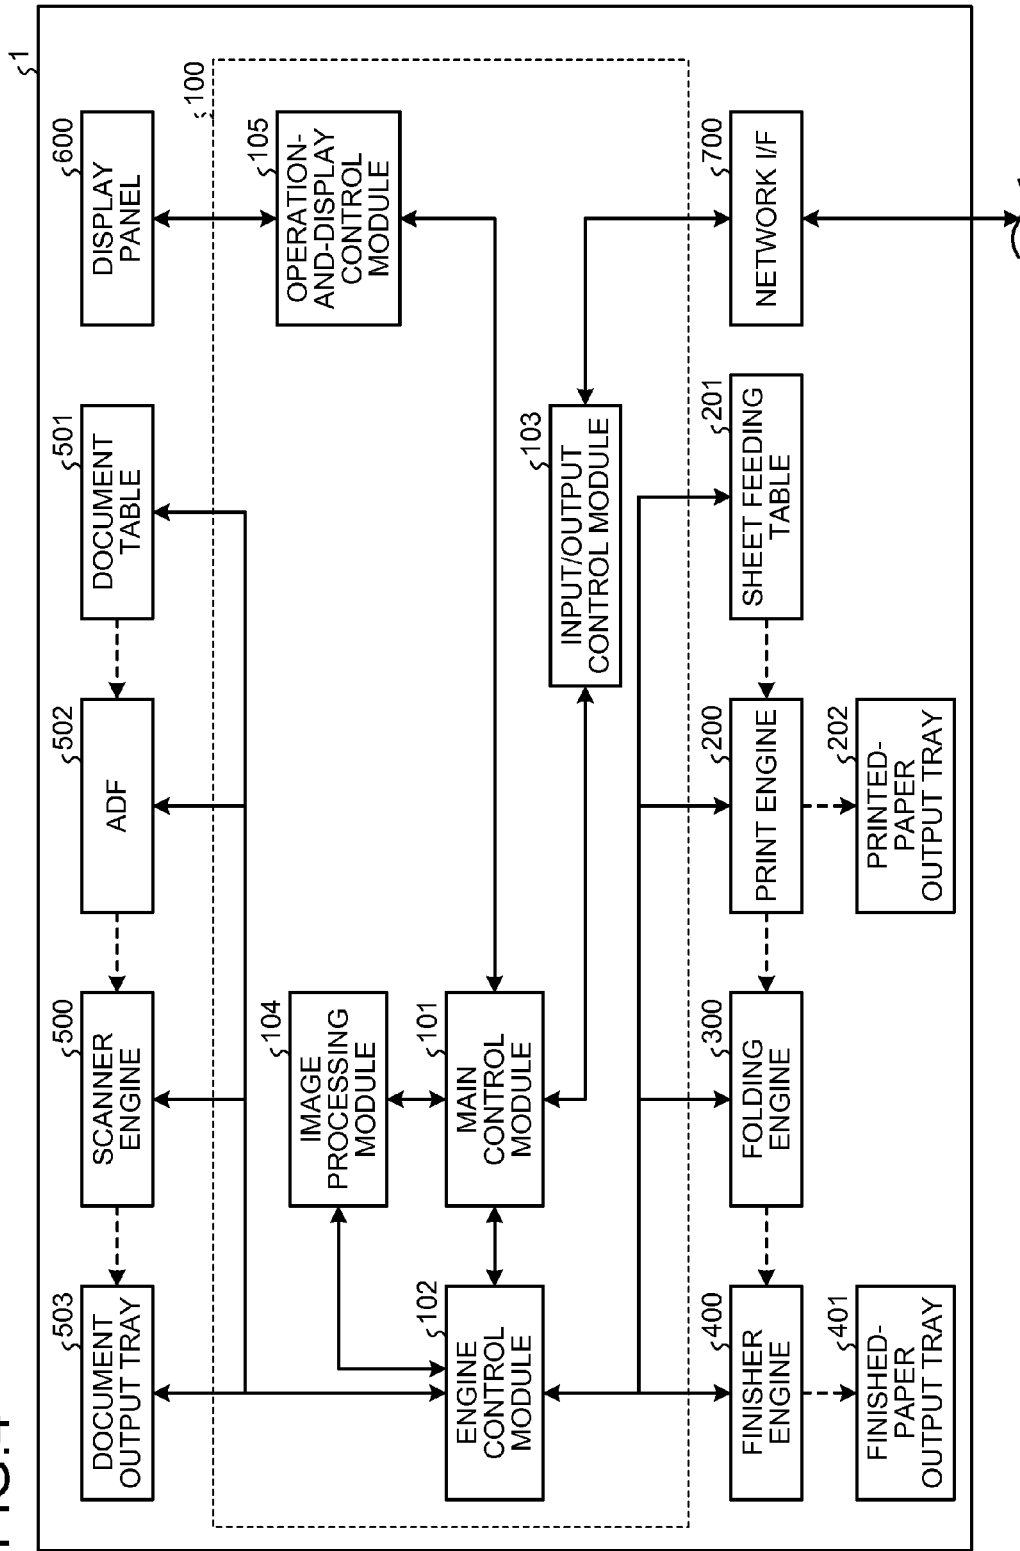 1
503
DOCUMENT
OUTPUT TRAY
500
SCANNER
ENGINE
502
ADF
501
DOCUMENT
TABLE
600
DISPLAY
PANEL
100
104
IMAGE
PROCESSING
MODULE
105
OPERATION-
AND-DISPLAY
CONTROL
MODULE
102
ENGINE
CONTROL
MODULE
101
MAIN
CONTROL
MODULE
103
INPUT/OUTPUT
CONTROL MODULE
400
FINISHER
ENGINE
300
FOLDING
ENGINE
200
PRINT ENGINE
201
SHEET FEEDING
TABLE
700
NETWORK I/F
401
FINISHED-
PAPER
OUTPUT TRAY
202
PRINTED-
PAPER
OUTPUT TRAY